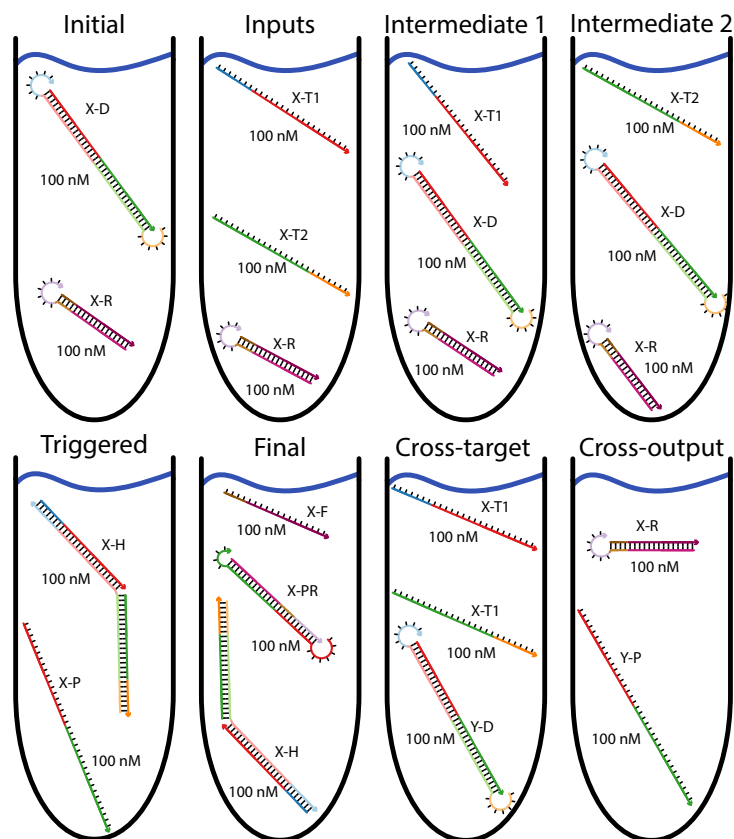 Initial
X-D
100 nM
X-R
100 nM
Inputs
X-T1
100 nM
X-T2
100 nM
X-R
100 nM
Intermediate 1
X-T1
100 nM
X-D
100 nM
X-R
100 nM
Intermediate 2
X-T2
100 nM
X-D
100 nM
X-R
100 nM
Triggered
X-H
100 nM
X-P
100 nM
Final
X-F
100 nM
X-PR
100 nM
X-H
100 nM
Cross-target
X-T1
100 nM
X-T1
100 nM
Y-D
100 nM
Cross-output
X-R
100 nM
Y-P
100 nM